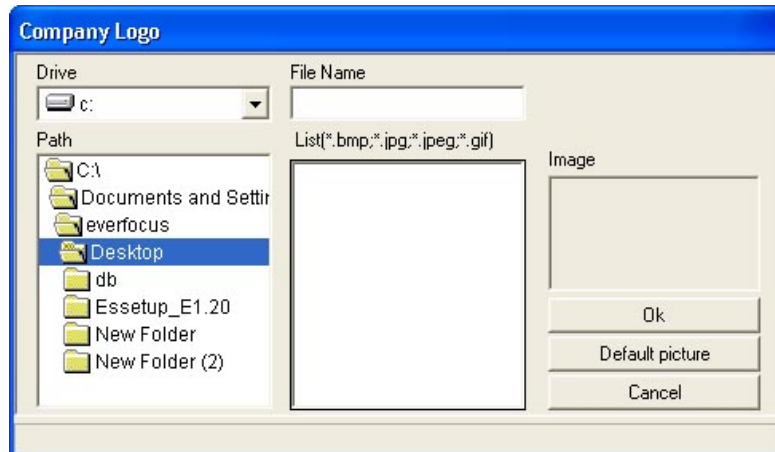 Company Logo
Drive
File Name
c:
Path
List(*.bmp;*.jpg;*.jpeg;*.gif)
C:\
Documents and Settin
everfocus
Desktop
db
Essetup_E1.20
New Folder
New Folder (2)
Image
Ok
Default picture
Cancel